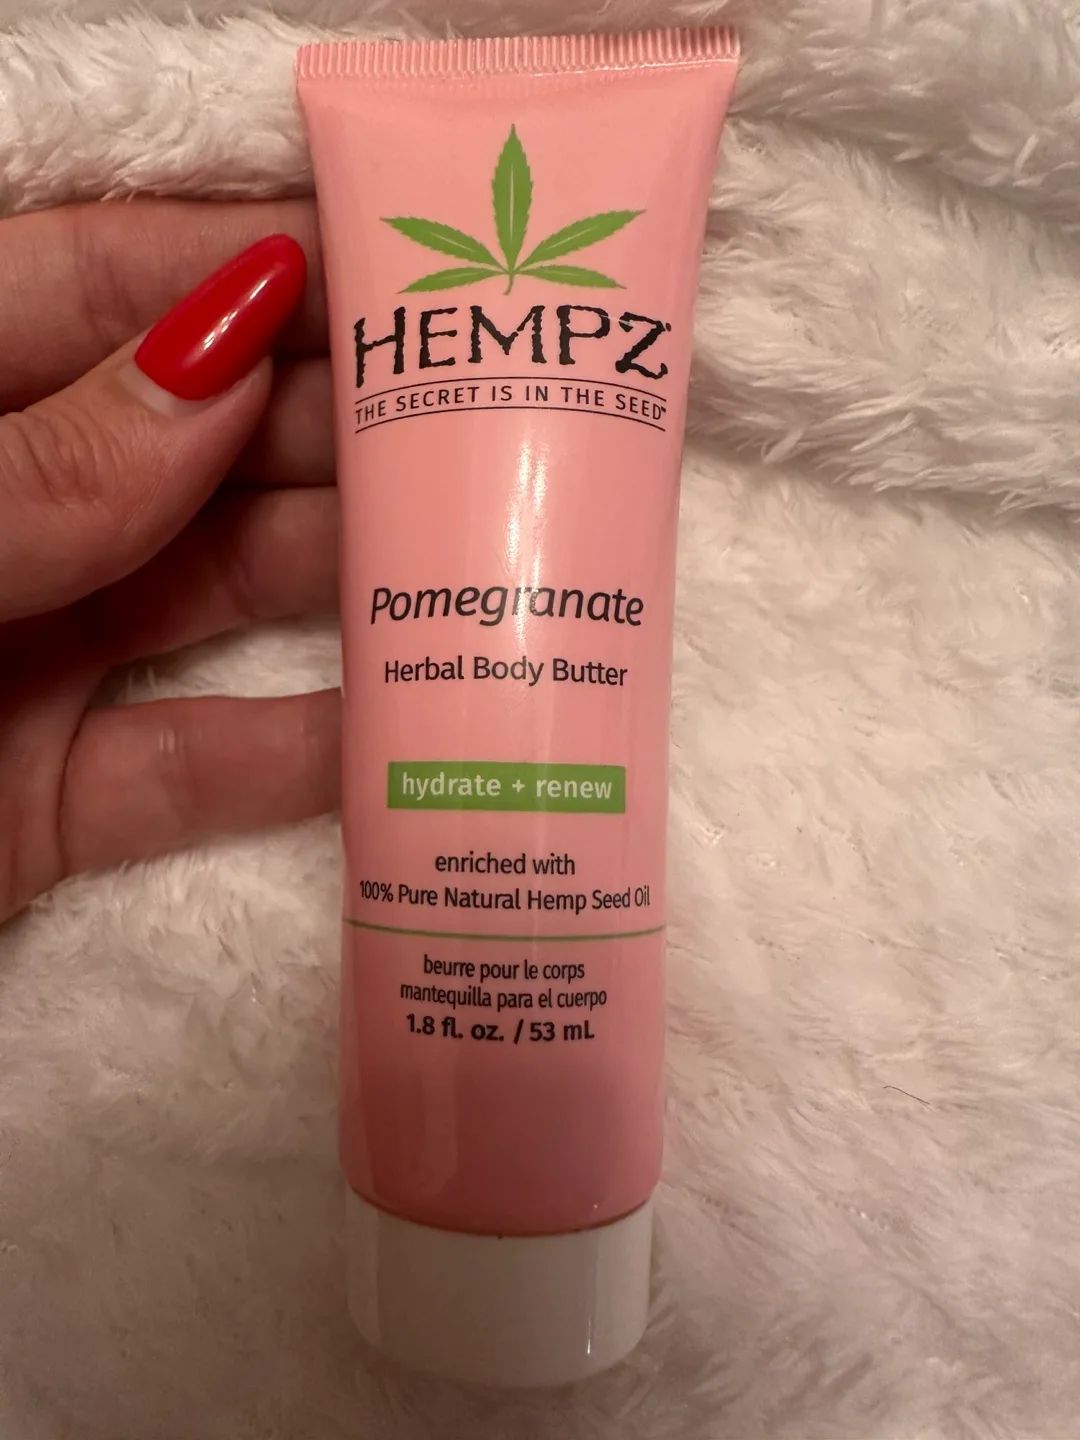 HEMPZ
THE SECRET IS IN THE SEED™
Pomegranate
Herbal Body Butter
hydrate + renew
enriched with
100% Pure Natural Hemp Seed Oil
beurre pour le corps
mantequilla para el cuerpo
1.8 fl. oz. / 53 mL